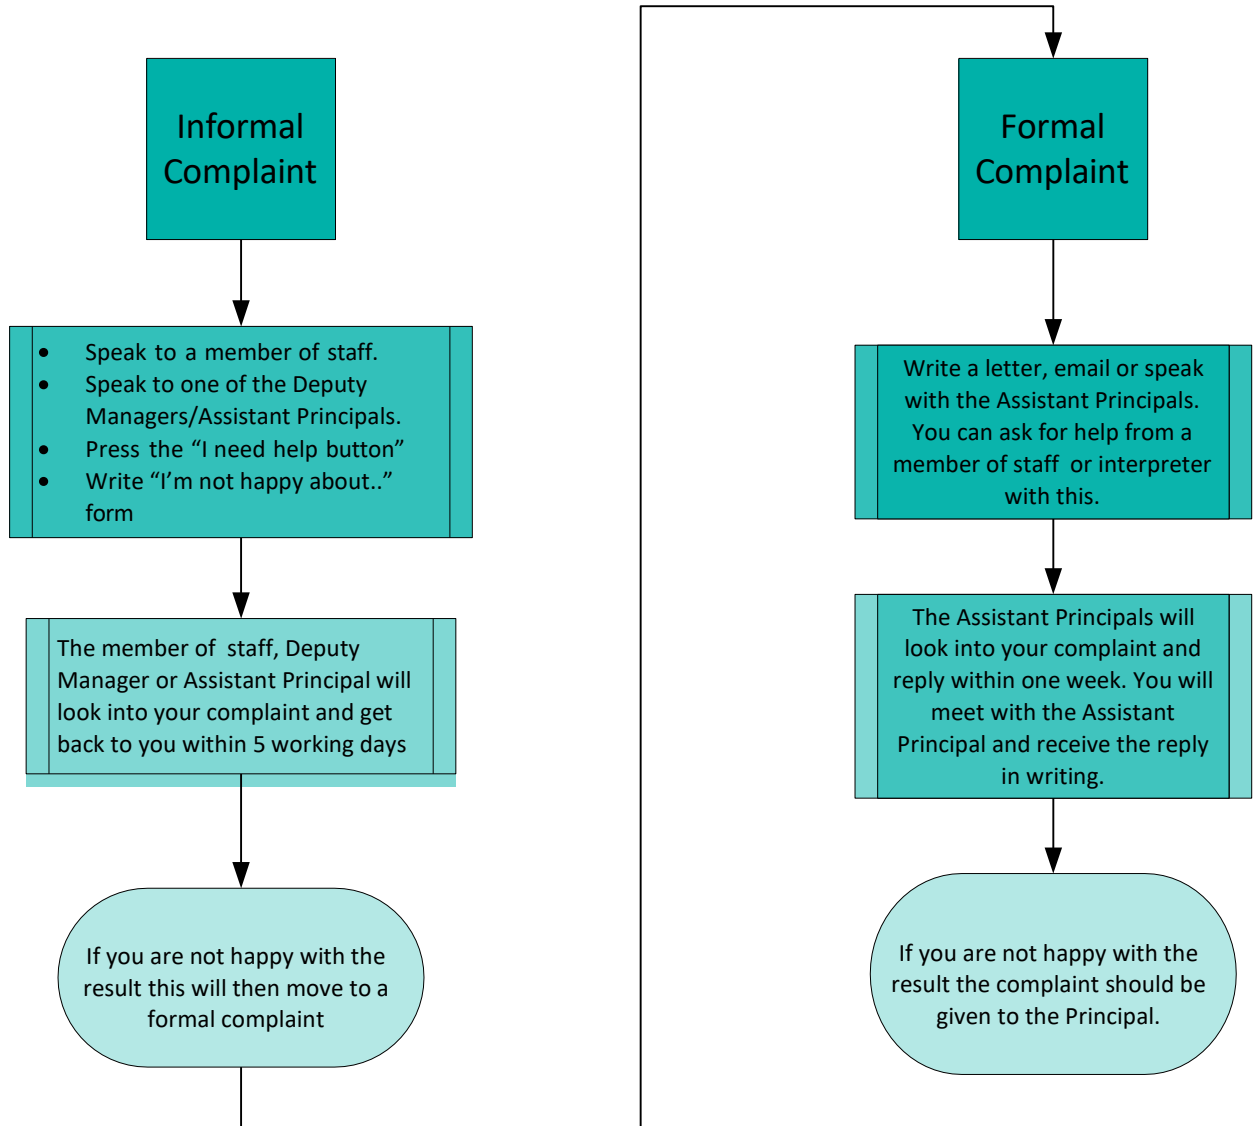 Informal
Complaint
• Speak to a member of staff.
• Speak to one of the Deputy
Managers/Assistant Principals.
• Press the “I need help button”
• Write “I’m not happy about..”
form
The member of staff, Deputy
Manager or Assistant Principal will
look into your complaint and get
back to you within 5 working days
If you are not happy with the
result this will then move to a
formal complaint
Formal
Complaint
Write a letter, email or speak
with the Assistant Principals.
You can ask for help from a
member of staff or interpreter
with this.
The Assistant Principals will
look into your complaint and
reply within one week. You will
meet with the Assistant
Principal and receive the reply
in writing.
If you are not happy with the
result the complaint should be
given to the Principal.